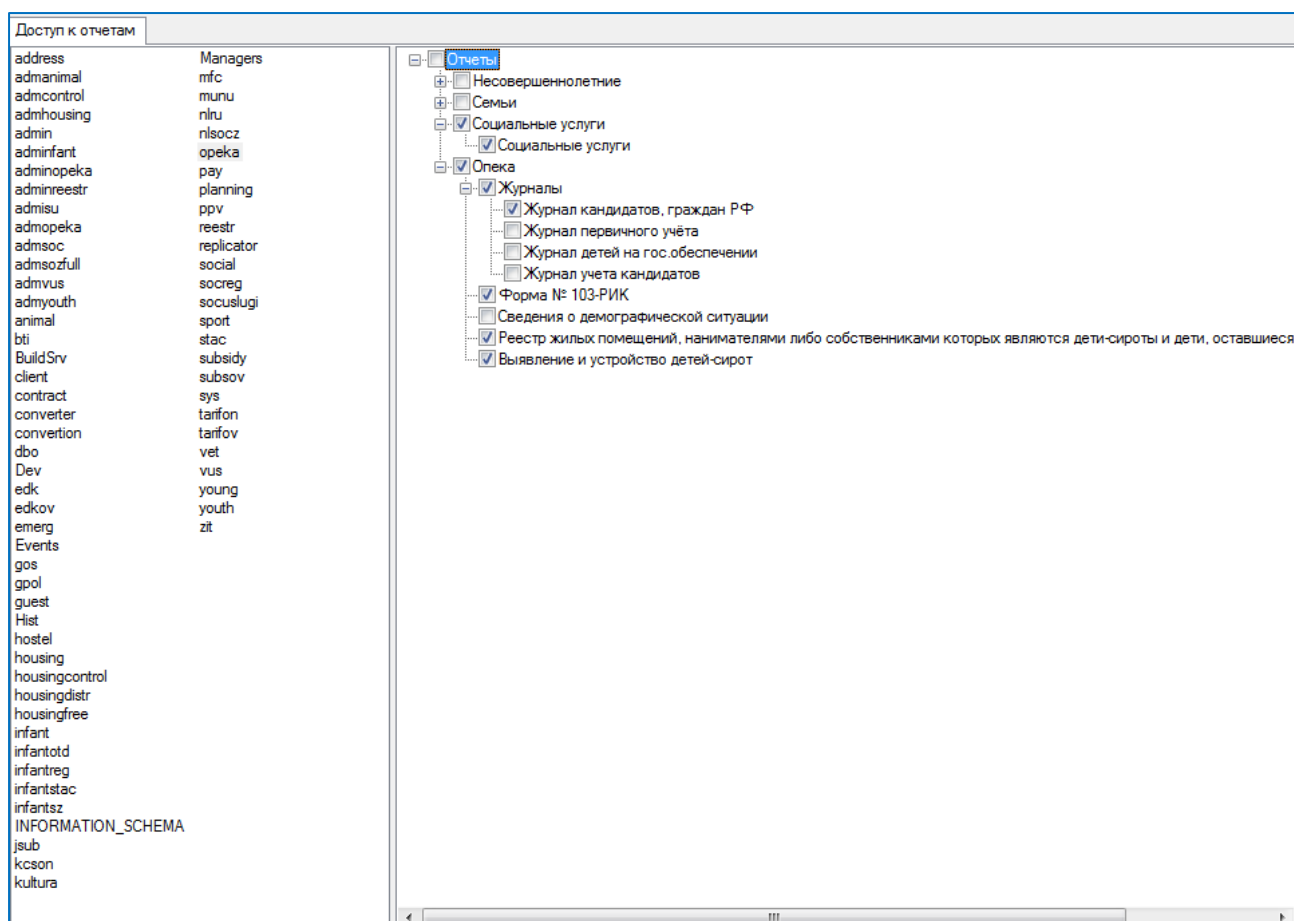 Доступ к отчетам
address
admanimal
admcontrol
admhousing
admin
adminfant
adminopeka
adminreestr
admisu
admopeka
admsoc
admsozfull
admvus
admyouth
animal
bti
BuildSrv
client
contract
converter
convertion
dbo
Dev
edk
edkov
emerg
Events
gos
gpol
guest
Hist
hostel
housing
housingcontrol
housingdistr
housingfree
infant
infantotd
infantreg
infantstac
infantsz
INFORMATION_SCHEMA
jsub
kcson
kultura
Managers
mfc
munu
nlru
nlsocz
opeka
pay
planning
ppv
reestr
replicator
social
socreg
socuslugi
sport
stac
subsidy
subsov
sys
tarifon
tarifov
vet
vus
young
youth
zit
Отчеты
Несовершеннолетние
Семьи
Социальные услуги
Социальные услуги
Опека
Журналы
Журнал кандидатов, граждан РФ
Журнал первичного учёта
Журнал детей на гос.обеспечении
Журнал учета кандидатов
Форма № 103-РИК
Сведения о демографической ситуации
Реестр жилых помещений, нанимателями либо собственниками которых являются дети-сироты и дети, оставшиеся
Выявление и устройство детей-сирот